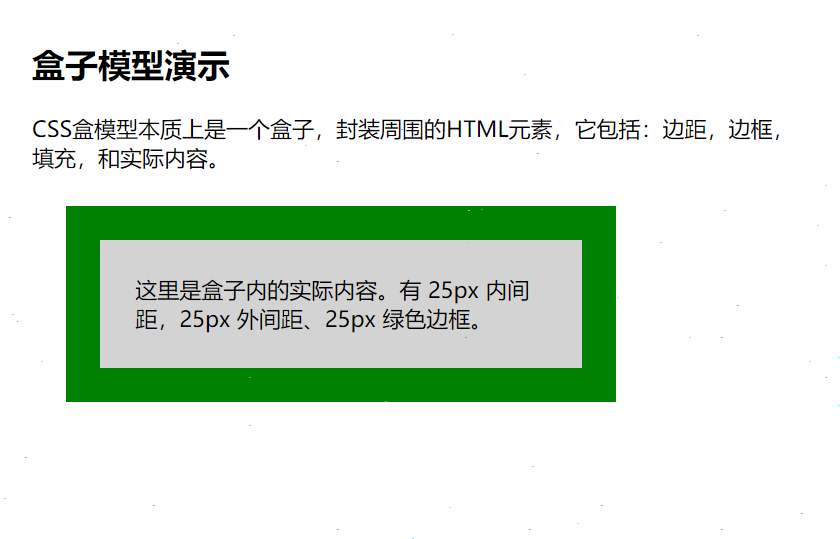 盒子模型演示
CSS盒模型本质上是一个盒子，封装周围的HTML元素，它包括：边距，边框，
填充，和实际内容。
这里是盒子内的实际内容。有 25px 内间
距，25px 外间距、25px 绿色边框。